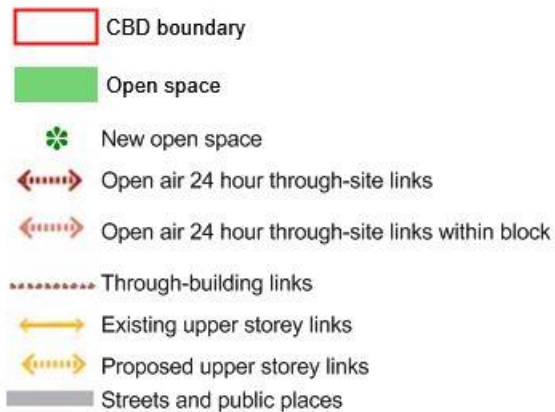 CBD boundary
Open space
New open space
Open air 24 hour through-site links
Open air 24 hour through-site links within block
Through-building links
Existing upper storey links
Proposed upper storey links
Streets and public places